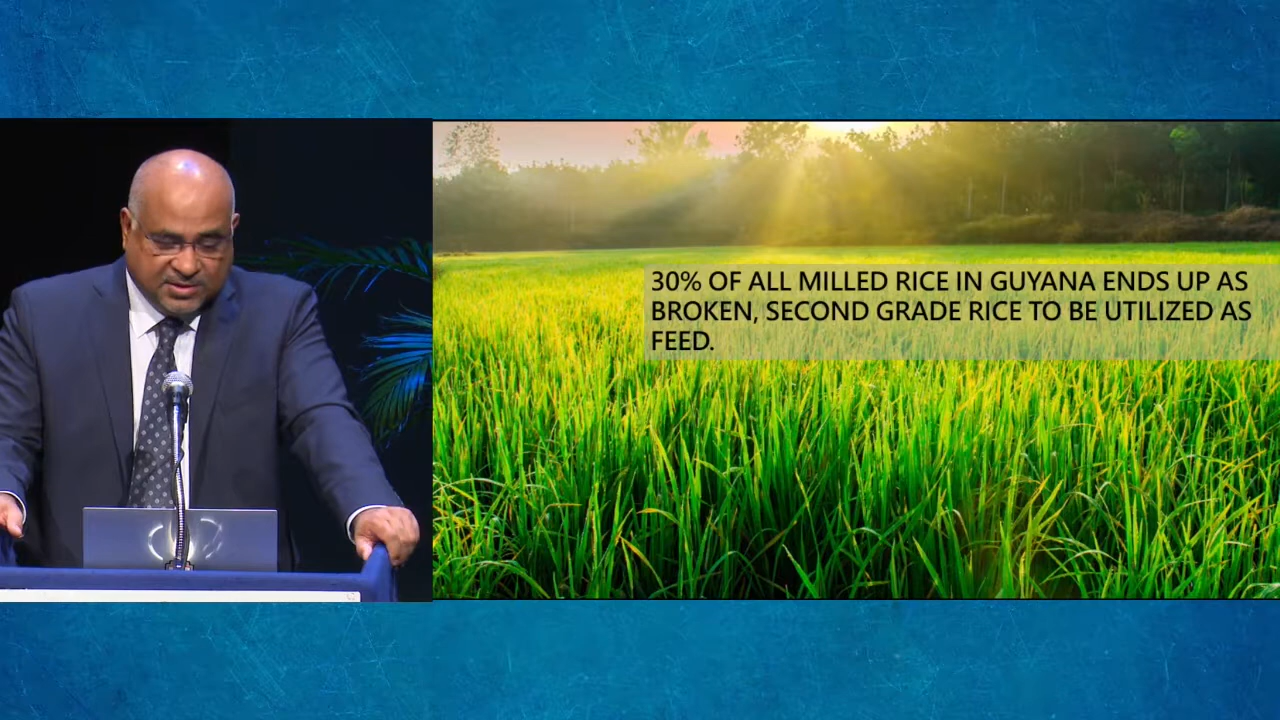 30% OF ALL MILLED RICE IN GUYANA ENDS UP AS
BROKEN, SECOND GRADE RICE TO BE UTILIZED AS
FEED.